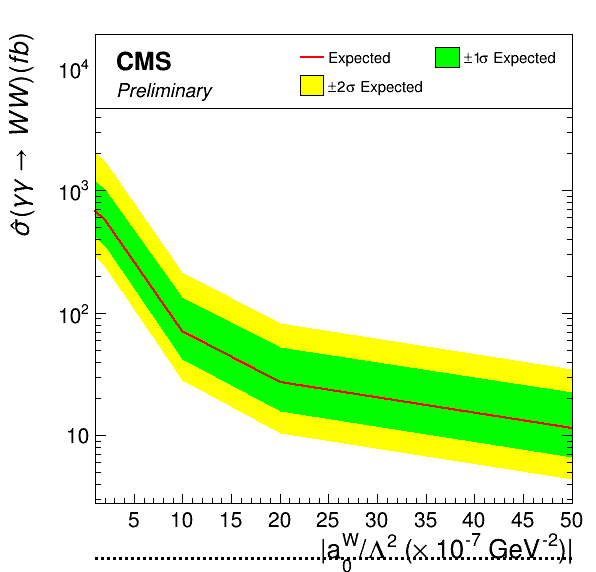 σ̂(γγ → WW)(fb)
CMS
Preliminary
Expected
±1σ Expected
±2σ Expected
10⁴
10³
10²
10
5 10 15 20 25 30 35 40 45 50
|a₀ᵂ/Λ² (× 10⁻⁷ GeV⁻²)|